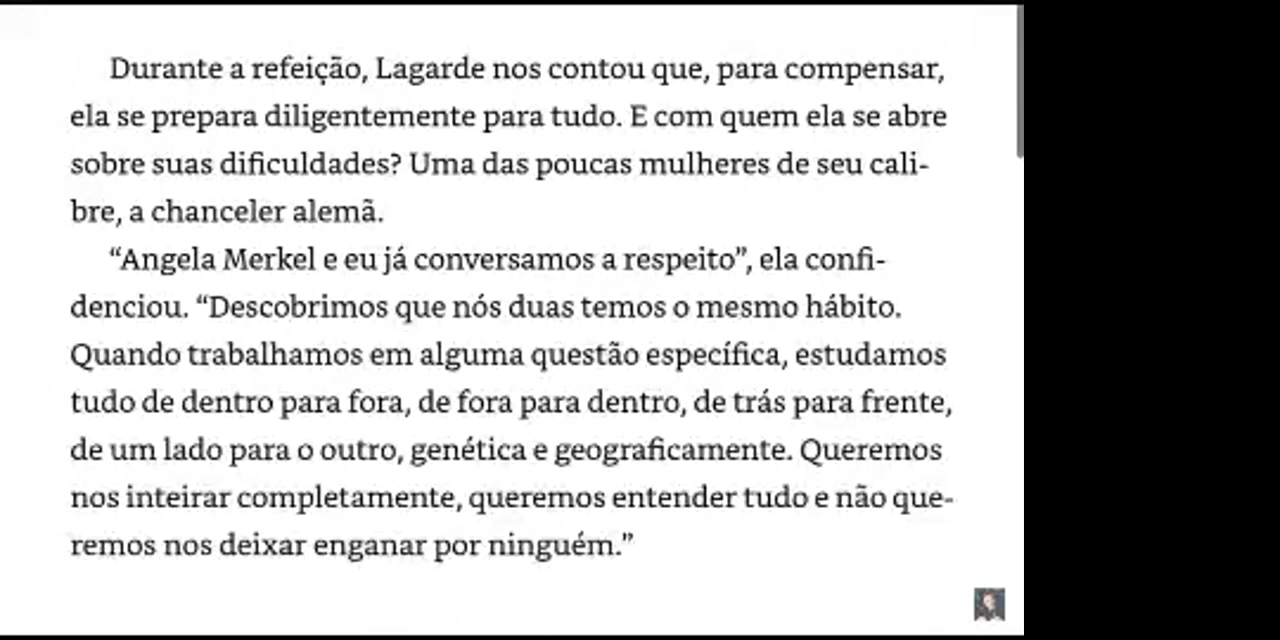 Durante a refeição, Lagarde nos contou que, para compensar,
ela se prepara diligentemente para tudo. E com quem ela se abre
sobre suas dificuldades? Uma das poucas mulheres de seu cali-
bre, a chanceler alemã.
“Angela Merkel e eu já conversamos a respeito”, ela confi-
denciou. “Descobrimos que nós duas temos o mesmo hábito.
Quando trabalhamos em alguma questão específica, estudamos
tudo de dentro para fora, de fora para dentro, de trás para frente,
de um lado para o outro, genética e geograficamente. Queremos
nos inteirar completamente, queremos entender tudo e não que-
remos nos deixar enganar por ninguém.”